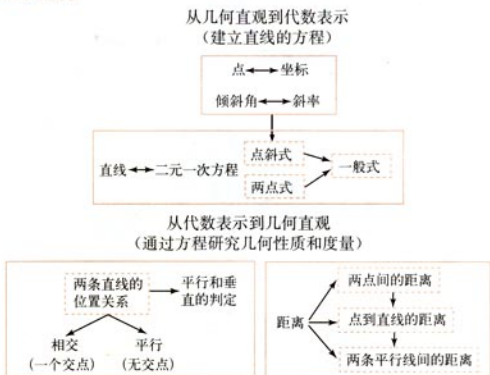 从几何直观到代数表示
(建立直线的方程)
点 坐标
倾斜角 斜率
直线 二元一次方程
点斜式
两点式
一般式
从代数表示到几何直观
(通过方程研究几何性质和度量)
两条直线的
位置关系
平行和垂
直的判定
相交
(一个交点)
平行
(无交点)
距离
两点间的距离
点到直线的距离
两条平行线间的距离